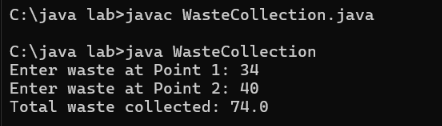 C:\java lab>javac WasteCollection.java
C:\java lab>java WasteCollection
Enter waste at Point 1: 34
Enter waste at Point 2: 40
Total waste collected: 74.0